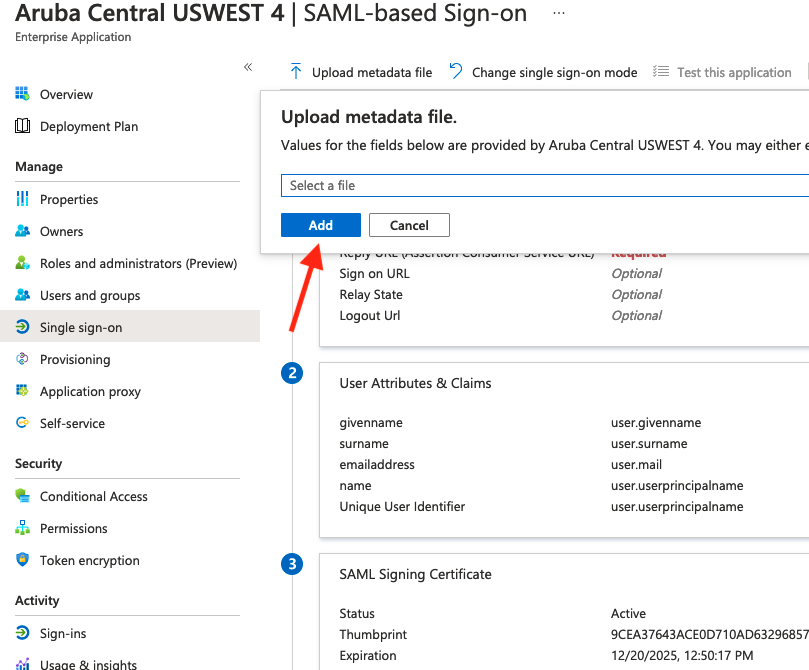 Aruba Central USWEST 4 | SAML-based Sign-on ...
Enterprise Application
«
Upload metadata file
Change single sign-on mode
Test this application
Overview
Deployment Plan
Manage
Properties
Owners
Roles and administrators (Preview)
Users and groups
Single sign-on
Provisioning
Application proxy
Self-service
Security
Conditional Access
Permissions
Token encryption
Activity
Sign-ins
Usage & insights
Upload metadata file.
Values for the fields below are provided by Aruba Central USWEST 4. You may either e
Select a file
Add Cancel
Reply URL (Assertion Consumer Service URL) Required
Sign on URL Optional
Relay State Optional
Logout Url Optional
2
User Attributes & Claims
givenname user.givenname
surname user.surname
emailaddress user.mail
name user.userprincipalname
Unique User Identifier user.userprincipalname
3
SAML Signing Certificate
Status Active
Thumbprint 9CEA37643ACE0D710AD63296857
Expiration 12/20/2025, 12:50:17 PM